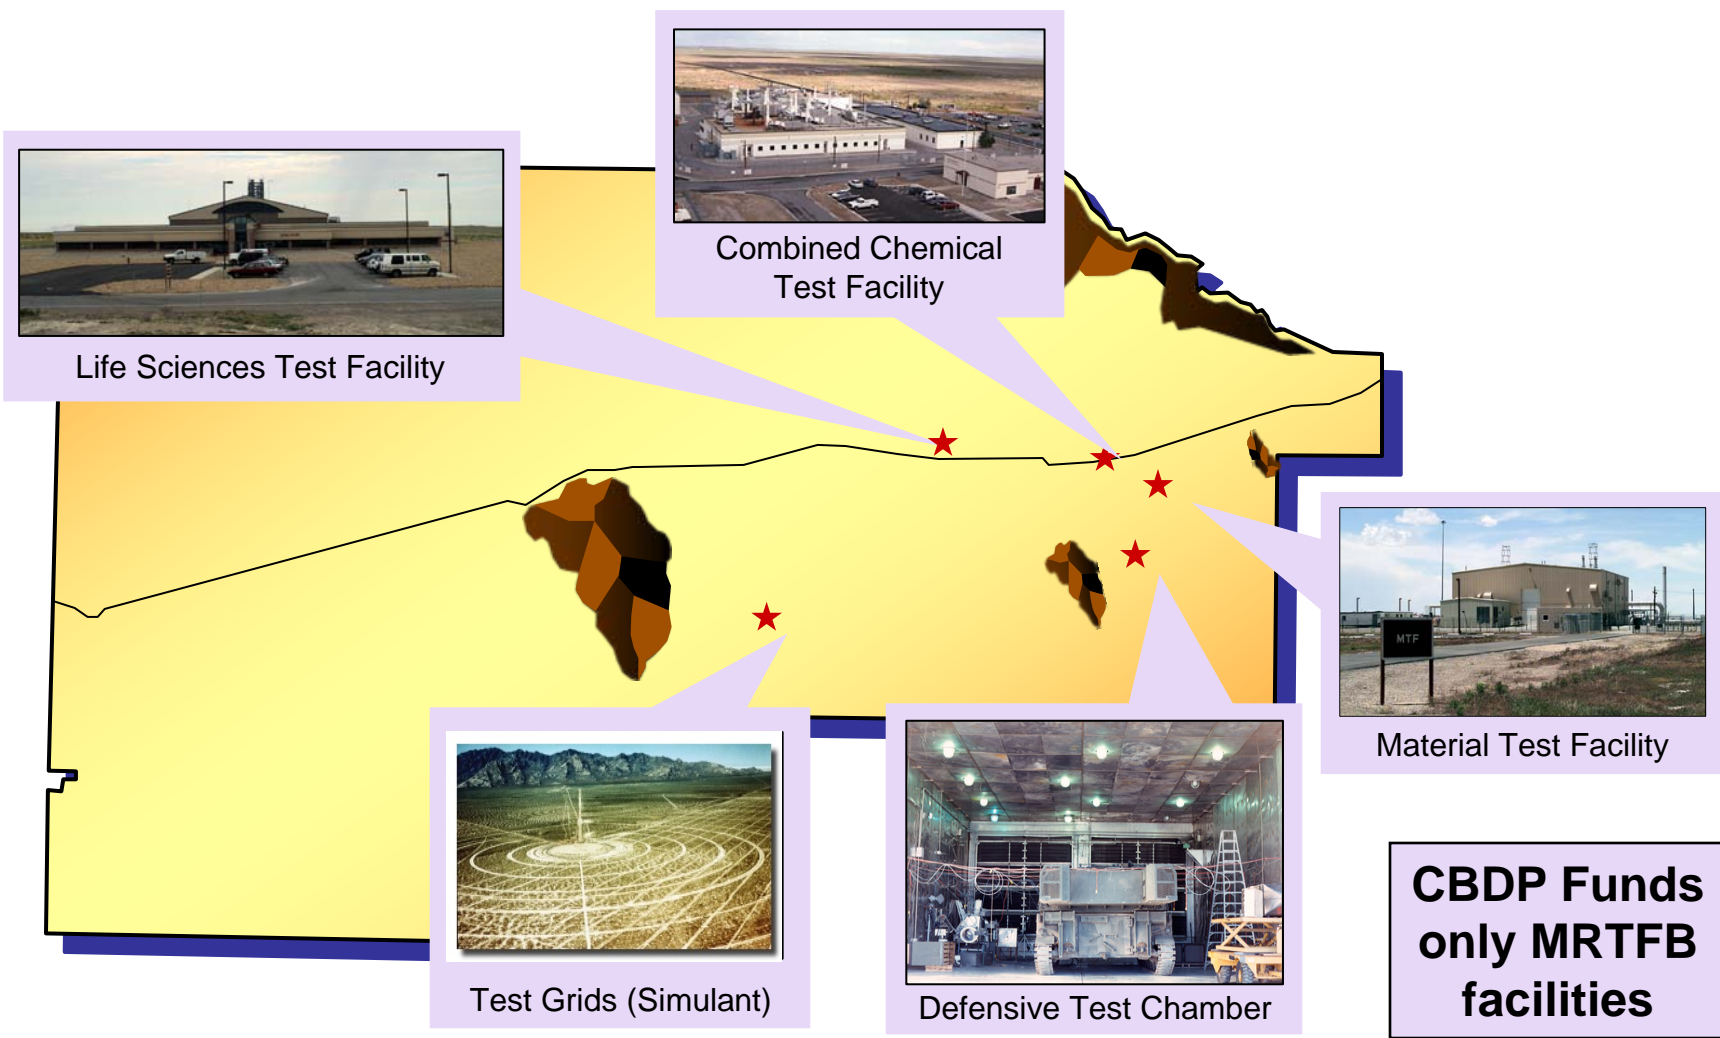 Combined Chemical
Test Facility
Life Sciences Test Facility
MTF
Material Test Facility
Test Grids (Simulant)
Defensive Test Chamber
CBDP Funds
only MRTFB
facilities